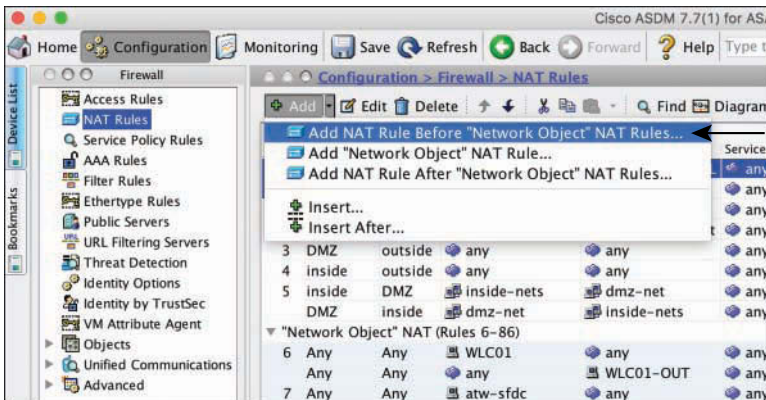 Cisco ASDM 7.7(1) for ASA
Home Configuration Monitoring Save Refresh Back Forward Help Type t
Device List
Bookmarks
Firewall
Access Rules
NAT Rules
Service Policy Rules
AAA Rules
Filter Rules
Ethertype Rules
Public Servers
URL Filtering Servers
Threat Detection
Identity Options
Identity by TrustSec
VM Attribute Agent
Objects
Unified Communications
Advanced
Configuration > Firewall > NAT Rules
Add Edit Delete Find Diagram
Add NAT Rule Before "Network Object" NAT Rules...
Add "Network Object" NAT Rule...
Add NAT Rule After "Network Object" NAT Rules...
Insert...
Insert After...
Service
any
any
any
any
3 DMZ outside any any any
4 inside outside any any any
5 inside DMZ inside-nets dmz-net any
DMZ inside dmz-net inside-nets any
"Network Object" NAT (Rules 6-86)
6 Any Any WLC01 any any
Any Any any WLC01-OUT any
7 Any Any atw-sfdc any any